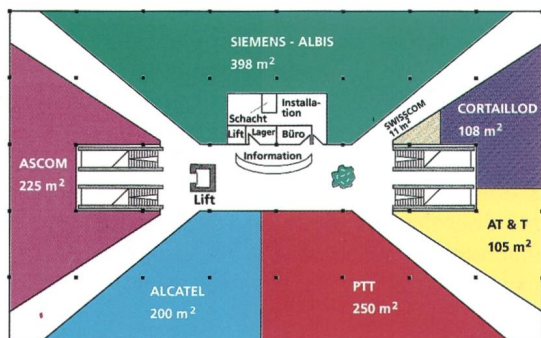 SIEMENS - ALBIS
398 m²
Installa-
tion
Schacht
Lift
Lager
Büro
Information
SWISSCOM
11 m²
CORTAILLOD
108 m²
ASCOM
225 m²
Lift
AT & T
105 m²
ALCATEL
200 m²
PTT
250 m²